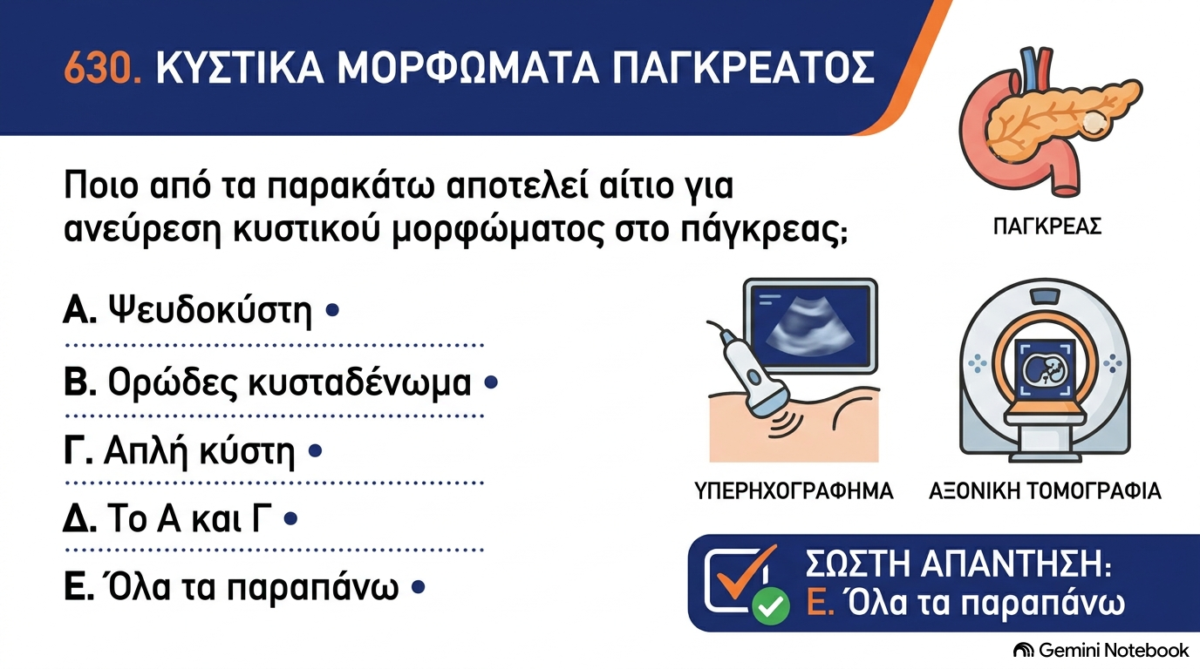 630. ΚΥΣΤΙΚΑ ΜΟΡΦΩΜΑΤΑ ΠΑΓΚΡΕΑΤΟΣ
Ποιο από τα παρακάτω αποτελεί αίτιο για
ανεύρεση κυστικού μορφώματος στο πάγκρεας;
Α. Ψευδοκύστη •
Β. Ορώδες κυσταδένωμα •
Γ. Απλή κύστη •
Δ. Το Α και Γ •
Ε. Όλα τα παραπάνω •
ΠΑΓΚΡΕΑΣ
ΥΠΕΡΗΧΟΓΡΑΦΗΜΑ
ΑΞΟΝΙΚΗ ΤΟΜΟΓΡΑΦΙΑ
ΣΩΣΤΗ ΑΠΑΝΤΗΣΗ:
Ε. Όλα τα παραπάνω
Gemini Notebook